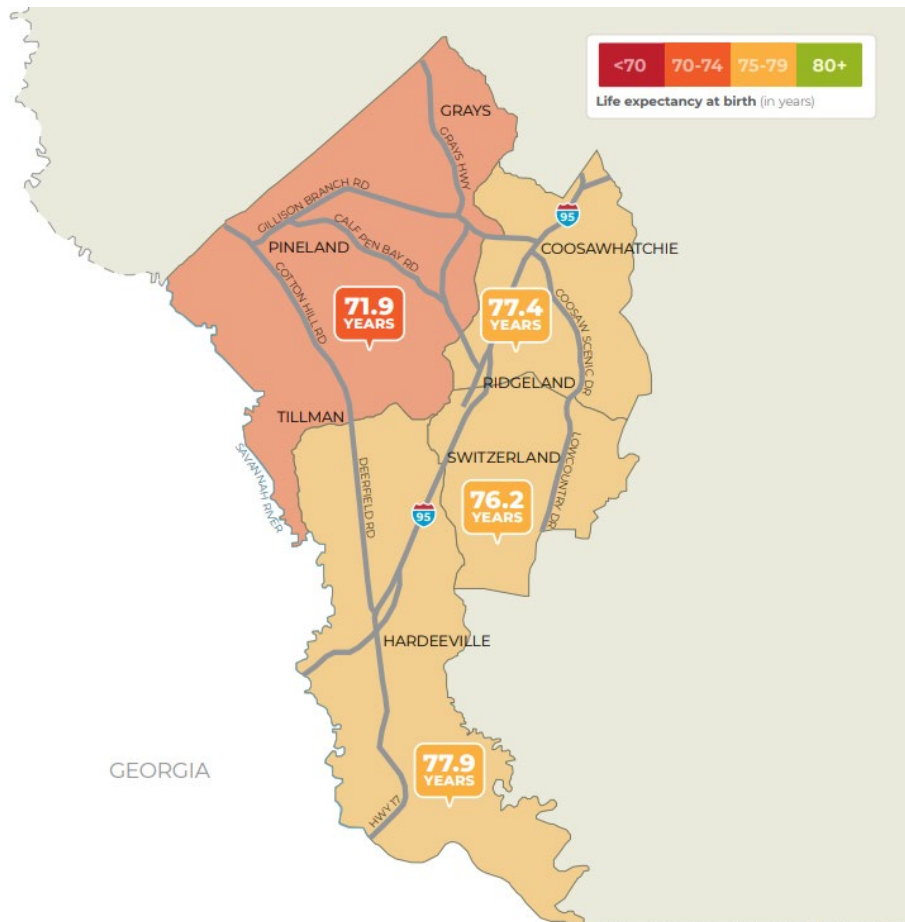 <70 70-74 75-79 80+
Life expectancy at birth (in years)
GRAYS
GRAYS HWY
95
GILLISON BRANCH RD
CALF PEN BAY RD
PINELAND
COOSAWHATCHIE
COTTON HILL RD
71.9
YEARS
77.4
YEARS
COOSAW SCENIC DR
RIDGELAND
TILLMAN
SAVANNAH RIVER
DEERFIELD RD
SWITZERLAND
LOWCOUNTRY DR
76.2
YEARS
95
HARDEEVILLE
GEORGIA
77.9
YEARS
HWY 17